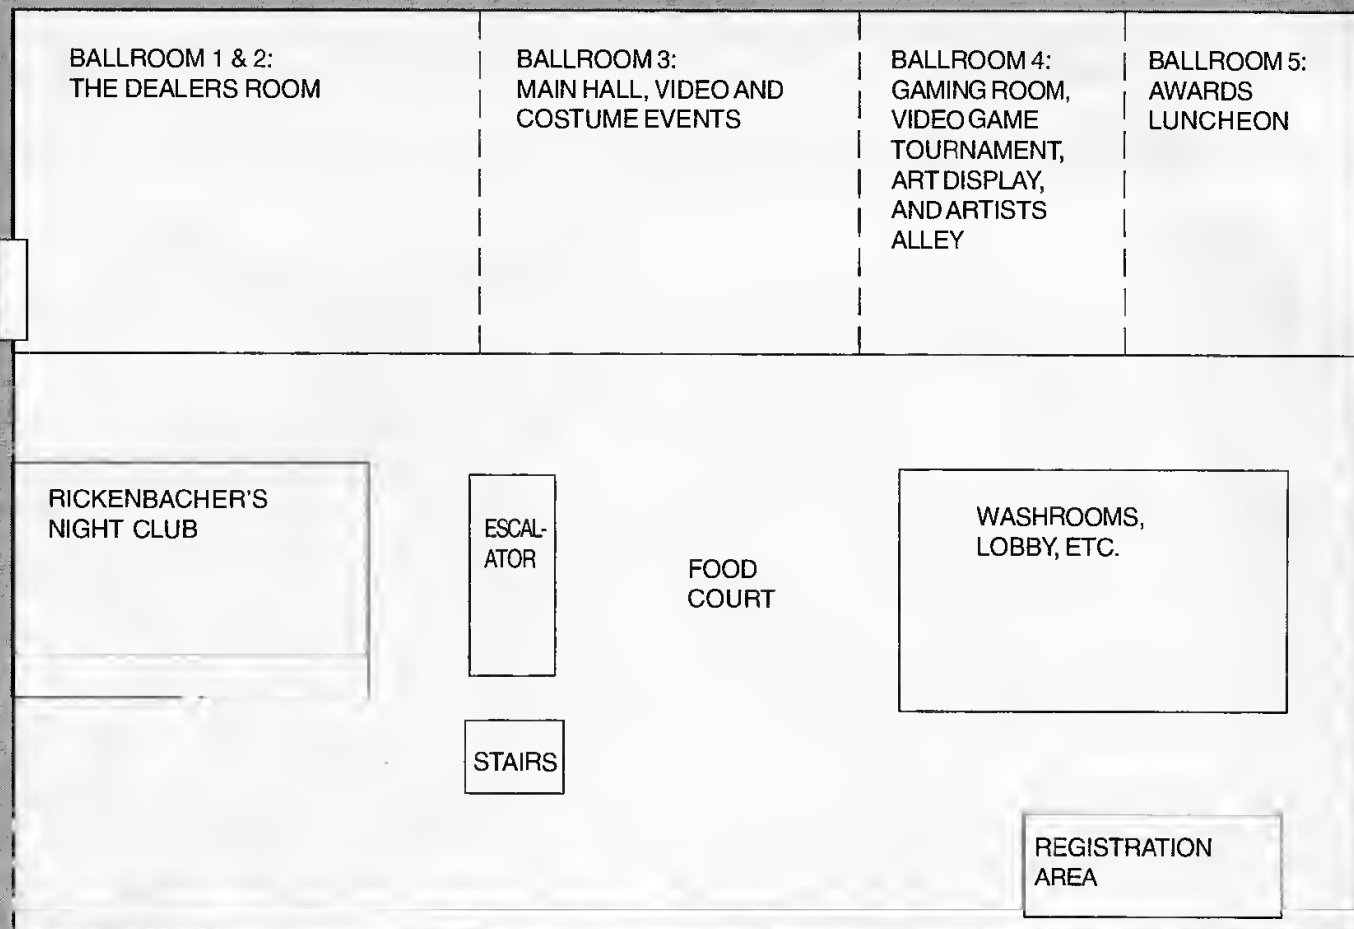 BALLROOM 1 & 2:
THE DEALERS ROOM
BALLROOM 3:
MAIN HALL, VIDEO AND
COSTUME EVENTS
BALLROOM 4:
GAMING ROOM,
VIDEO GAME
TOURNAMENT,
ART DISPLAY,
AND ARTISTS
ALLEY
BALLROOM 5:
AWARDS
LUNCHEON
RICKENBACHER'S
NIGHT CLUB
ESCAL-
ATOR
FOOD
COURT
WASHROOMS,
LOBBY, ETC.
STAIRS
REGISTRATION
AREA